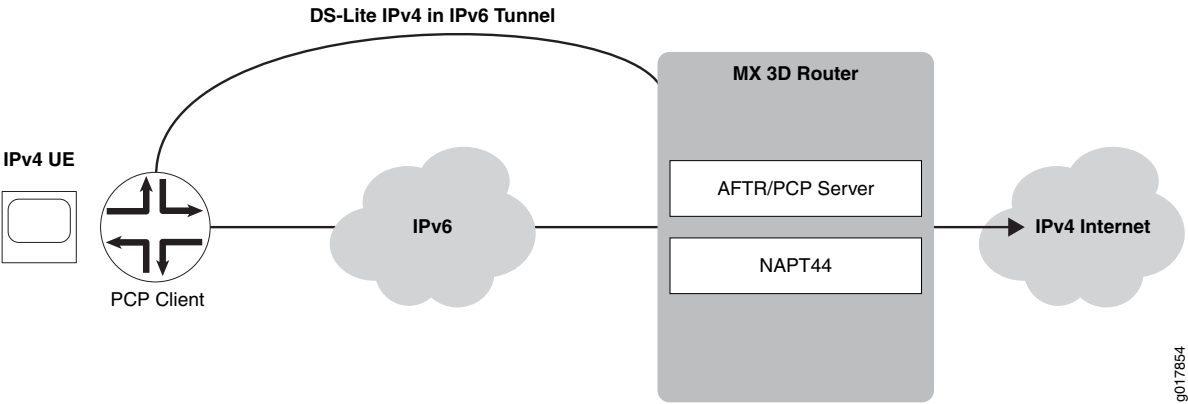 DS-Lite IPv4 in IPv6 Tunnel
MX 3D Router
IPv4 UE
AFTR/PCP Server
IPv6
IPv4 Internet
NAPT44
PCP Client
g017854